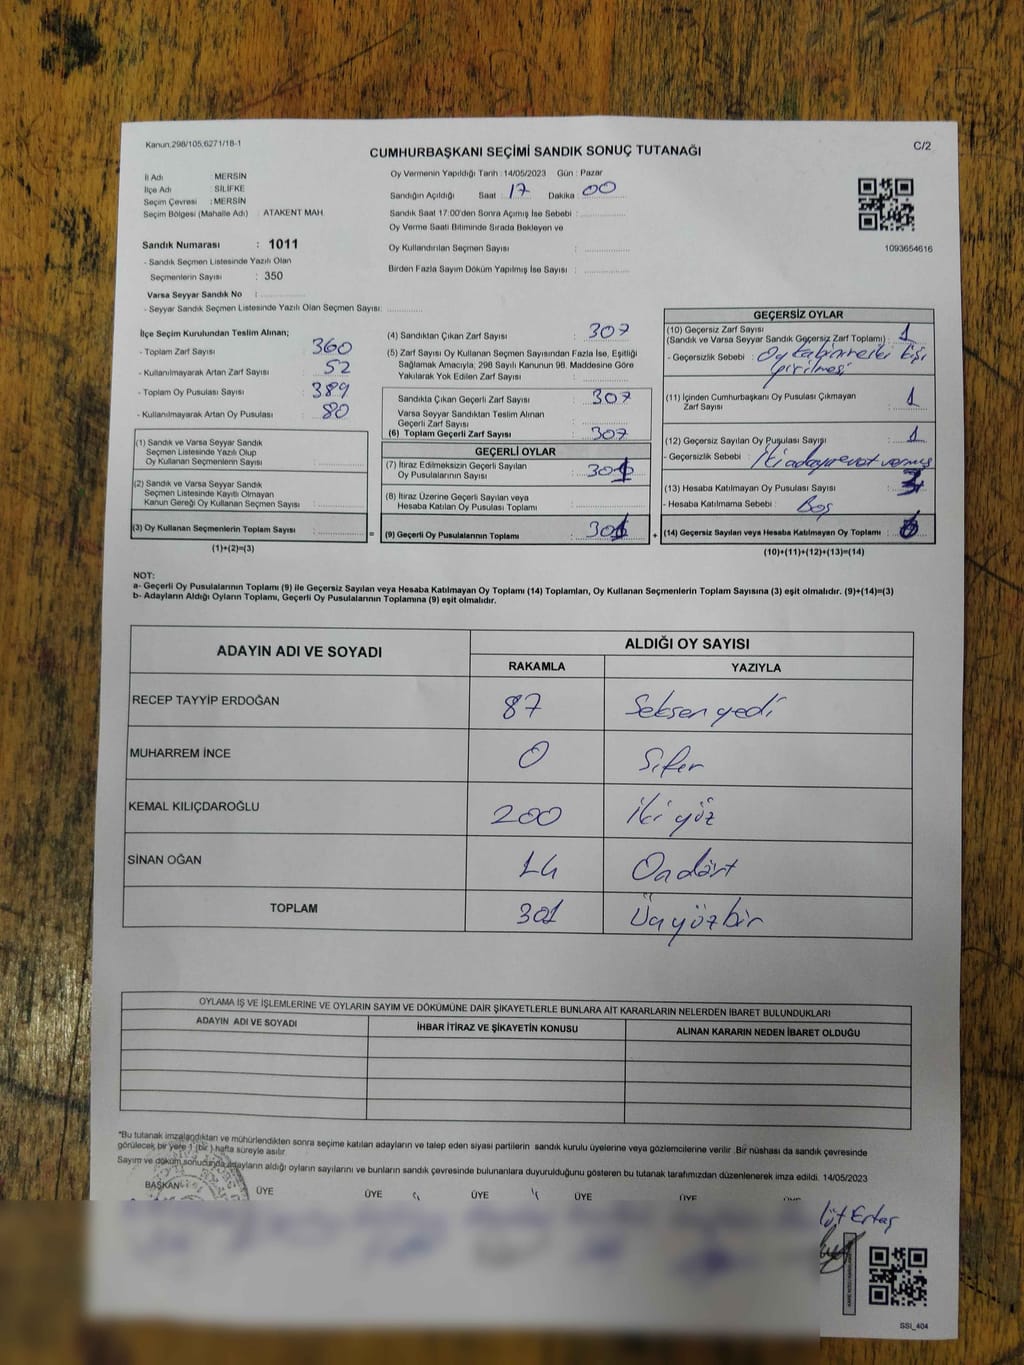 Kanun;298/105,6271/18-1
CUMHURBAŞKANI SEÇİMİ SANDIK SONUÇ TUTANAĞI
C/2
İl Adı : MERSİN
İlçe Adı : SİLİFKE
Seçim Çevresi : MERSİN
Seçim Bölgesi (Mahalle Adı) : ATAKENT MAH.
Sandık Numarası : 1011
- Sandık Seçmen Listesinde Yazılı Olan
Seçmenlerin Sayısı : 350
Varsa Seyyar Sandık No :
- Seyyar Sandık Seçmen Listesinde Yazılı Olan Seçmen Sayısı:
Oy Vermenin Yapıldığı Tarih : 14/05/2023 Gün : Pazar
Sandığın Açıldığı Saat : 17 Dakika : 00
Sandık Saat 17:00'den Sonra Açılmış İse Sebebi :
Oy Verme Saati Bitiminde Sırada Bekleyen ve
Oy Kullandırılan Seçmen Sayısı :
Birden Fazla Sayım Döküm Yapılmış İse Sayısı :
1093654616
İlçe Seçim Kurulundan Teslim Alınan;
- Toplam Zarf Sayısı : 360
- Kullanılmayarak Artan Zarf Sayısı : 52
- Toplam Oy Pusulası Sayısı : 389
- Kullanılmayarak Artan Oy Pusulası : 80
(1) Sandık ve Varsa Seyyar Sandık
Seçmen Listesinde Yazılı Olup
Oy Kullanan Seçmenlerin Sayısı :
(2) Sandık ve Varsa Seyyar Sandık
Seçmen Listesinde Kayıtlı Olmayan
Kanun Gereği Oy Kullanan Seçmen Sayısı :
(3) Oy Kullanan Seçmenlerin Toplam Sayısı :
(1)+(2)=(3)
(4) Sandıktan Çıkan Zarf Sayısı : 307
(5) Zarf Sayısı Oy Kullanan Seçmen Sayısından Fazla İse, Eşitliği
Sağlamak Amacıyla; 298 Sayılı Kanunun 98. Maddesine Göre
Yakılarak Yok Edilen Zarf Sayısı :
Sandıkta Çıkan Geçerli Zarf Sayısı : 307
Varsa Seyyar Sandıktan Teslim Alınan
Geçerli Zarf Sayısı :
(6) Toplam Geçerli Zarf Sayısı : 307
GEÇERLİ OYLAR
(7) İtiraz Edilmeksizin Geçerli Sayılan
Oy Pusulalarının Sayısı : 301
(8) İtiraz Üzerine Geçerli Sayılan veya
Hesaba Katılan Oy Pusulası Toplamı :
= (9) Geçerli Oy Pusulalarının Toplamı : 301 +
GEÇERSİZ OYLAR
(10) Geçersiz Zarf Sayısı
(Sandık ve Varsa Seyyar Sandık Geçersiz Zarf Toplamı) : 1
- Geçersizlik Sebebi : Oy kabinine iki kişi
girilmesi
(11) İçinden Cumhurbaşkanı Oy Pusulası Çıkmayan
Zarf Sayısı : 1
(12) Geçersiz Sayılan Oy Pusulası Sayısı : 1
- Geçersizlik Sebebi : İki adaya evet vermiş
(13) Hesaba Katılmayan Oy Pusulası Sayısı : 3
- Hesaba Katılmama Sebebi : Boş
(14) Geçersiz Sayılan veya Hesaba Katılmayan Oy Toplamı : 6
(10)+(11)+(12)+(13)=(14)
NOT:
a- Geçerli Oy Pusulalarının Toplamı (9) ile Geçersiz Sayılan veya Hesaba Katılmayan Oy Toplamı (14) Toplamları, Oy Kullanan Seçmenlerin Toplam Sayısına (3) eşit olmalıdır. (9)+(14)=(3)
b- Adayların Aldığı Oyların Toplamı, Geçerli Oy Pusulalarının Toplamına (9) eşit olmalıdır.
ADAYIN ADI VE SOYADI ALDIĞI OY SAYISI
RAKAMLA YAZIYLA
RECEP TAYYİP ERDOĞAN 87 Seksen yedi
MUHARREM İNCE 0 Sıfır
KEMAL KILIÇDAROĞLU 200 İki yüz
SİNAN OĞAN 14 On dört
TOPLAM 301 Üç yüz bir
OYLAMA İŞ VE İŞLEMLERİNE VE OYLARIN SAYIM VE DÖKÜMÜNE DAİR ŞİKAYETLERLE BUNLARA AİT KARARLARIN NELERDEN İBARET BULUNDUKLARI
ADAYIN ADI VE SOYADI İHBAR İTİRAZ VE ŞİKAYETİN KONUSU ALINAN KARARIN NEDEN İBARET OLDUĞU
*Bu tutanak imzalandıktan ve mühürlendikten sonra seçime katılan adayların ve talep eden siyasi partilerin sandık kurulu üyelerine veya gözlemcilerine verilir .Bir nüshası da sandık çevresinde
görülecek bir yere 1 (bir ) hafta süreyle asılır.
Sayım ve döküm sonucunda adayların aldığı oyların sayılarını ve bunların sandık çevresinde bulunanlara duyurulduğunu gösteren bu tutanak tarafımızdan düzenlenerek imza edildi. 14/05/2023
BAŞKAN ÜYE ÜYE ÜYE ÜYE ÜYE ÜYE
Ertaş
SSI_404